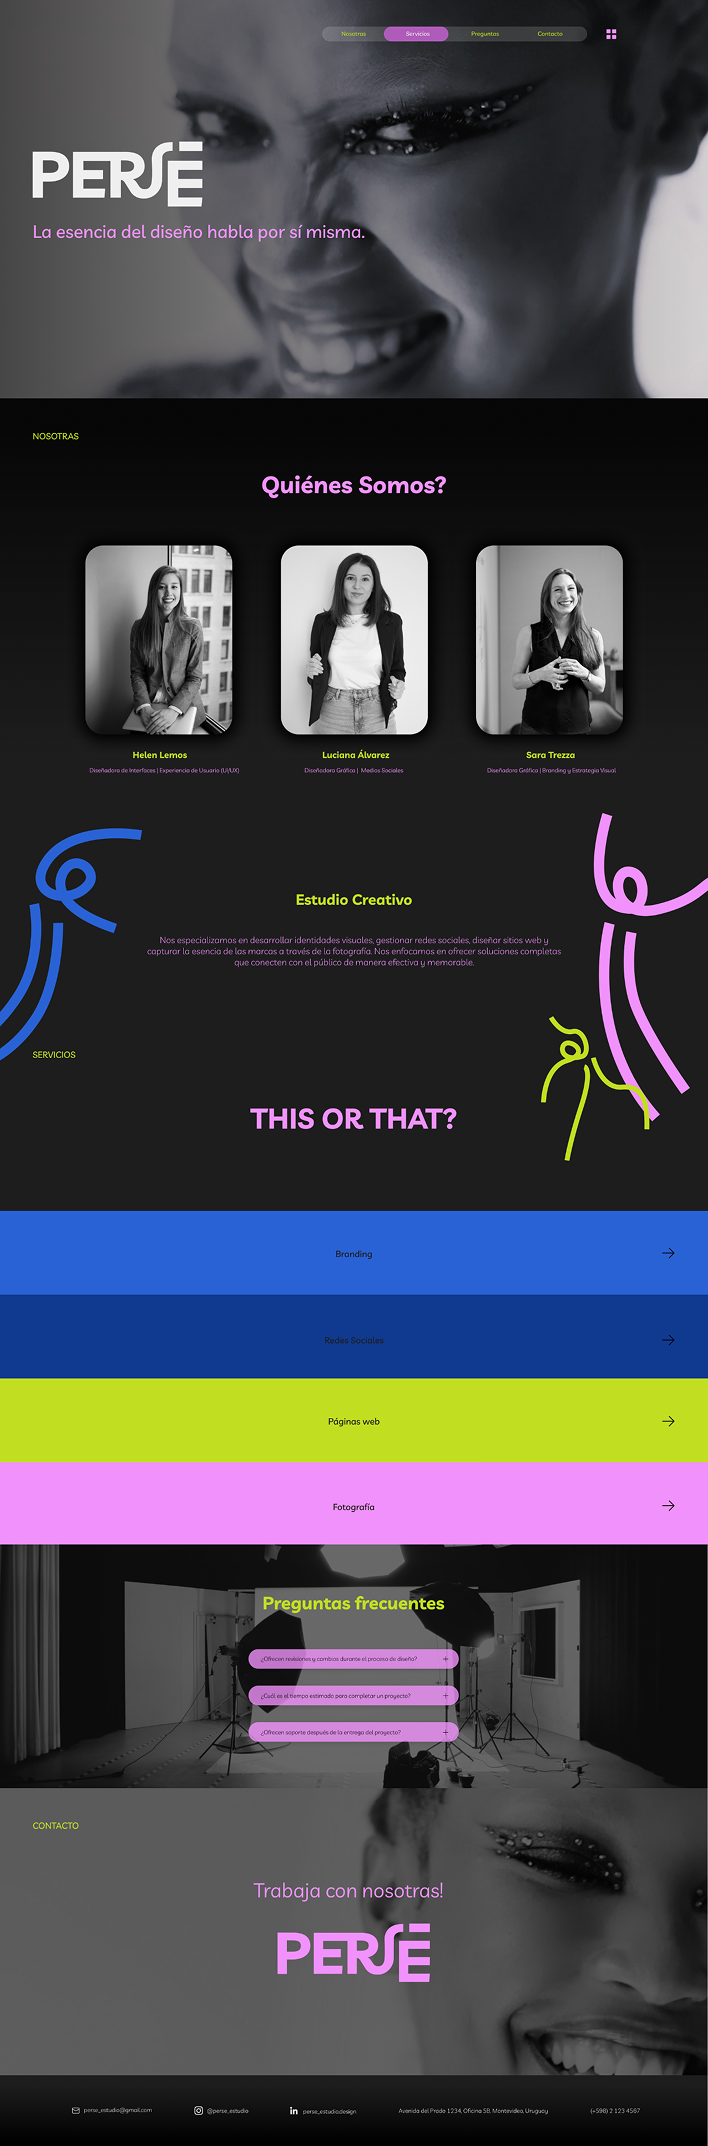 Nosotras
Servicios
Preguntas
Contacto
PERSE
La esencia del diseño habla por sí misma.
NOSOTRAS
Quiénes Somos?
Helen Lemos
Diseñadora de Interfaces | Experiencia de Usuario (UI/UX)
Luciana Álvarez
Diseñadora Gráfica | Medios Sociales
Sara Trezza
Diseñadora Gráfica | Branding y Estrategia Visual
Estudio Creativo
Nos especializamos en desarrollar identidades visuales, gestionar redes sociales, diseñar sitios web y
capturar la esencia de las marcas a través de la fotografía. Nos enfocamos en ofrecer soluciones completas
que conecten con el público de manera efectiva y memorable.
SERVICIOS
THIS OR THAT?
Branding
Redes Sociales
Páginas web
Fotografía
Preguntas frecuentes
¿Ofrecen revisiones y cambios durante el proceso de diseño?
¿Cuál es el tiempo estimado para completar un proyecto?
¿Ofrecen soporte después de la entrega del proyecto?
CONTACTO
Trabaja con nosotras!
PERSE
perse_estudio@gmail.com
@perse_estudio
perse_estudio.design
Avenida del Prado 1234, Oficina 5B, Montevideo, Uruguay
(+598) 2 123 4567